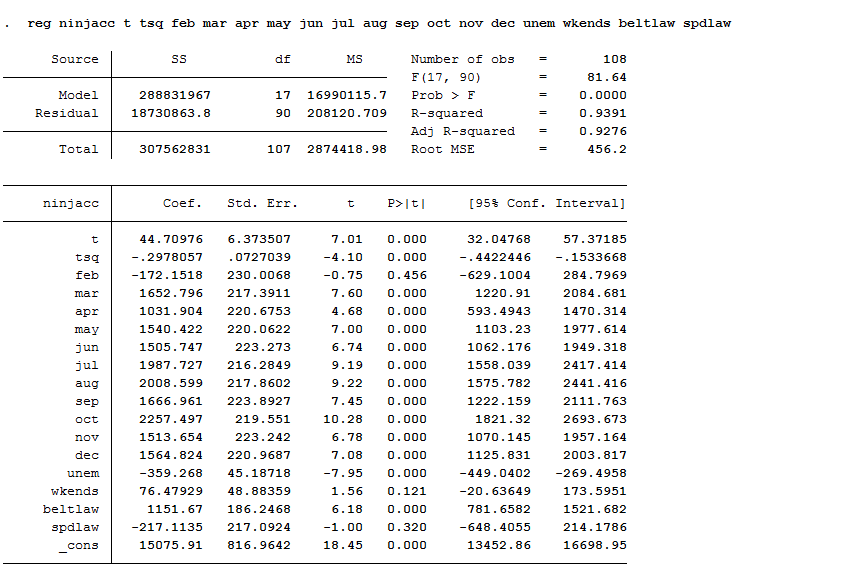 . reg ninjacc t tsq feb mar apr may jun jul aug sep oct nov dec unem wkends beltlaw spdlaw
Source SS df MS Number of obs = 108
F(17, 90) = 81.64
Model 288831967 17 16990115.7 Prob > F = 0.0000
Residual 18730863.8 90 208120.709 R-squared = 0.9391
Adj R-squared = 0.9276
Total 307562831 107 2874418.98 Root MSE = 456.2
ninjacc Coef. Std. Err. t P>|t| [95% Conf. Interval]
t 44.70976 6.373507 7.01 0.000 32.04768 57.37185
tsq -.2978057 .0727039 -4.10 0.000 -.4422446 -.1533668
feb -172.1518 230.0068 -0.75 0.456 -629.1004 284.7969
mar 1652.796 217.3911 7.60 0.000 1220.91 2084.681
apr 1031.904 220.6753 4.68 0.000 593.4943 1470.314
may 1540.422 220.0622 7.00 0.000 1103.23 1977.614
jun 1505.747 223.273 6.74 0.000 1062.176 1949.318
jul 1987.727 216.2849 9.19 0.000 1558.039 2417.414
aug 2008.599 217.8602 9.22 0.000 1575.782 2441.416
sep 1666.961 223.8927 7.45 0.000 1222.159 2111.763
oct 2257.497 219.551 10.28 0.000 1821.32 2693.673
nov 1513.654 223.242 6.78 0.000 1070.145 1957.164
dec 1564.824 220.9687 7.08 0.000 1125.831 2003.817
unem -359.268 45.18718 -7.95 0.000 -449.0402 -269.4958
wkends 76.47929 48.88359 1.56 0.121 -20.63649 173.5951
beltlaw 1151.67 186.2468 6.18 0.000 781.6582 1521.682
spdlaw -217.1135 217.0924 -1.00 0.320 -648.4055 214.1786
_cons 15075.91 816.9642 18.45 0.000 13452.86 16698.95